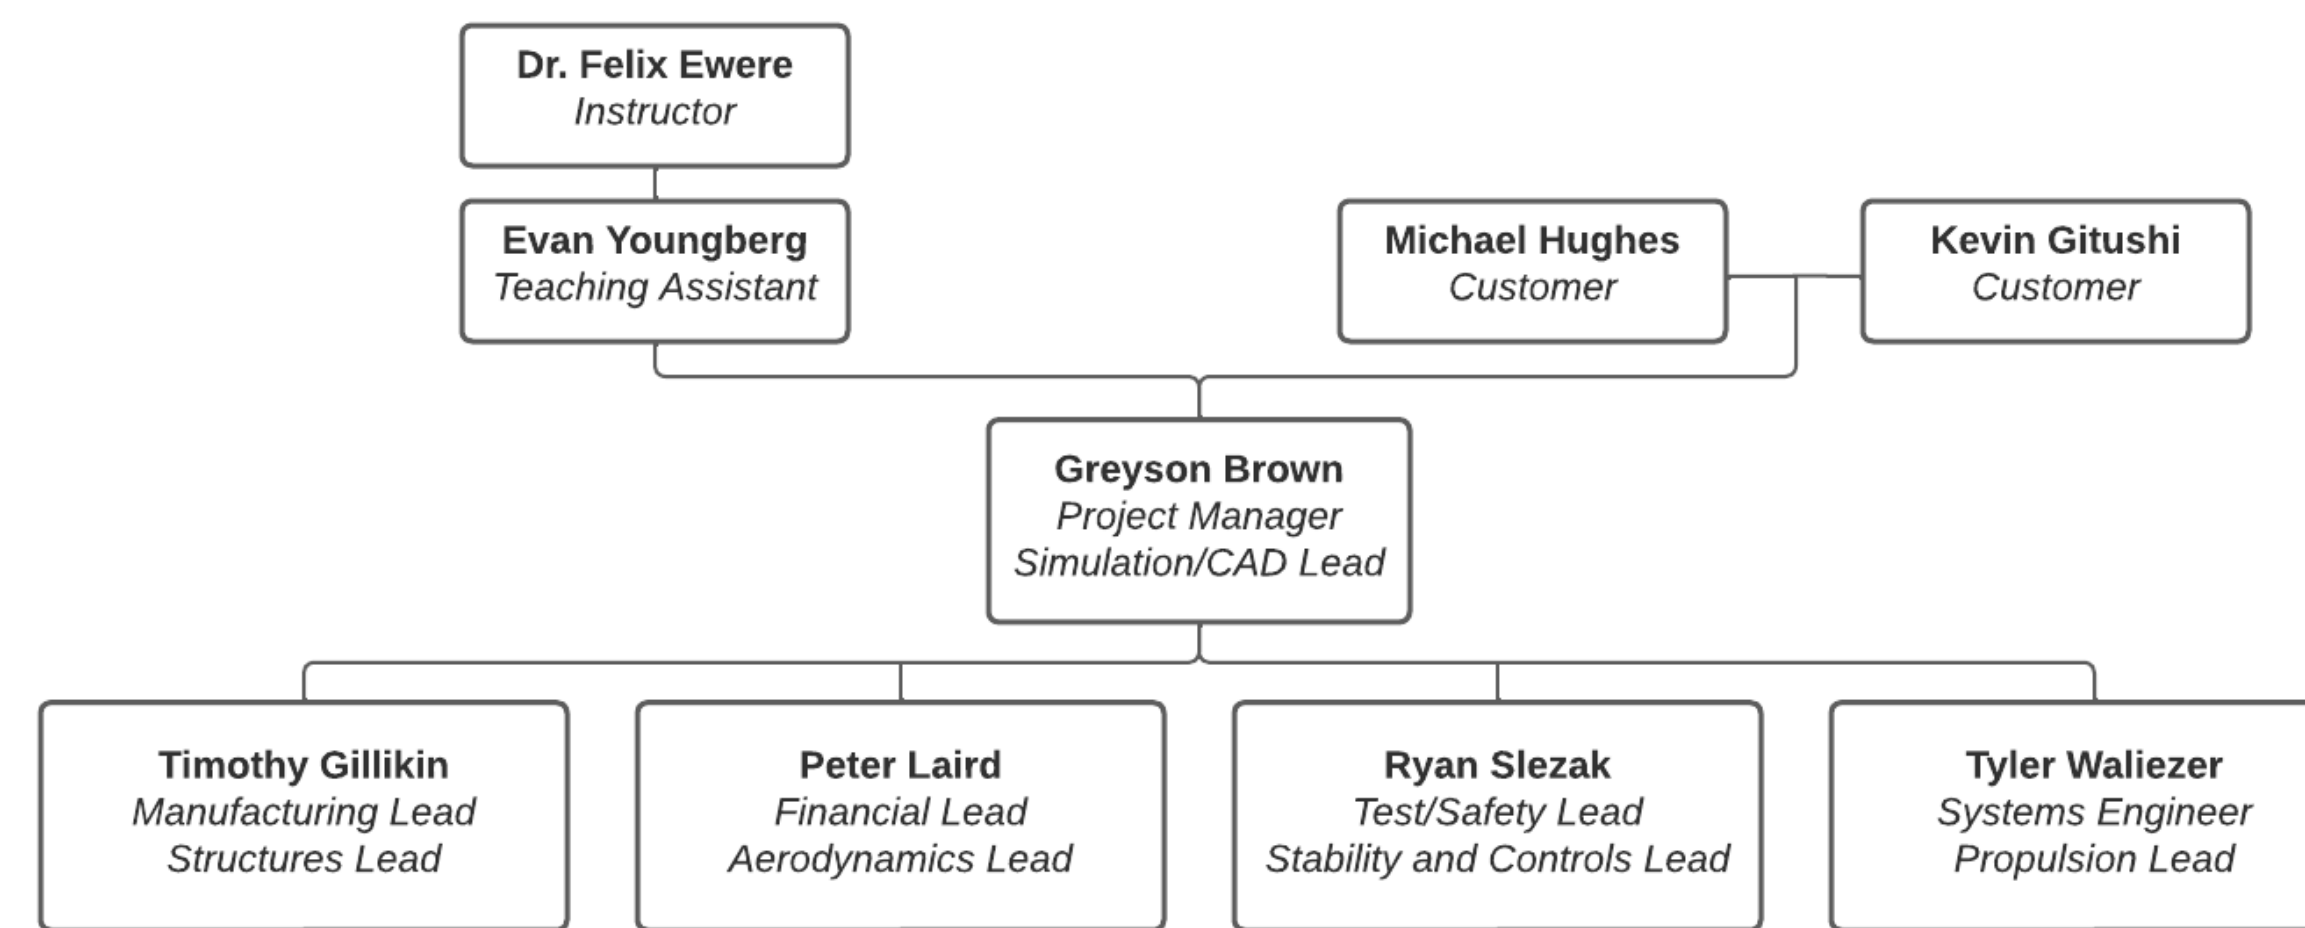 Dr. Felix Ewere
Instructor
Evan Youngberg
Teaching Assistant
Michael Hughes
Customer
Kevin Gitushi
Customer
Greyson Brown
Project Manager
Simulation/CAD Lead
Timothy Gillikin
Manufacturing Lead
Structures Lead
Peter Laird
Financial Lead
Aerodynamics Lead
Ryan Slezak
Test/Safety Lead
Stability and Controls Lead
Tyler Waliezer
Systems Engineer
Propulsion Lead